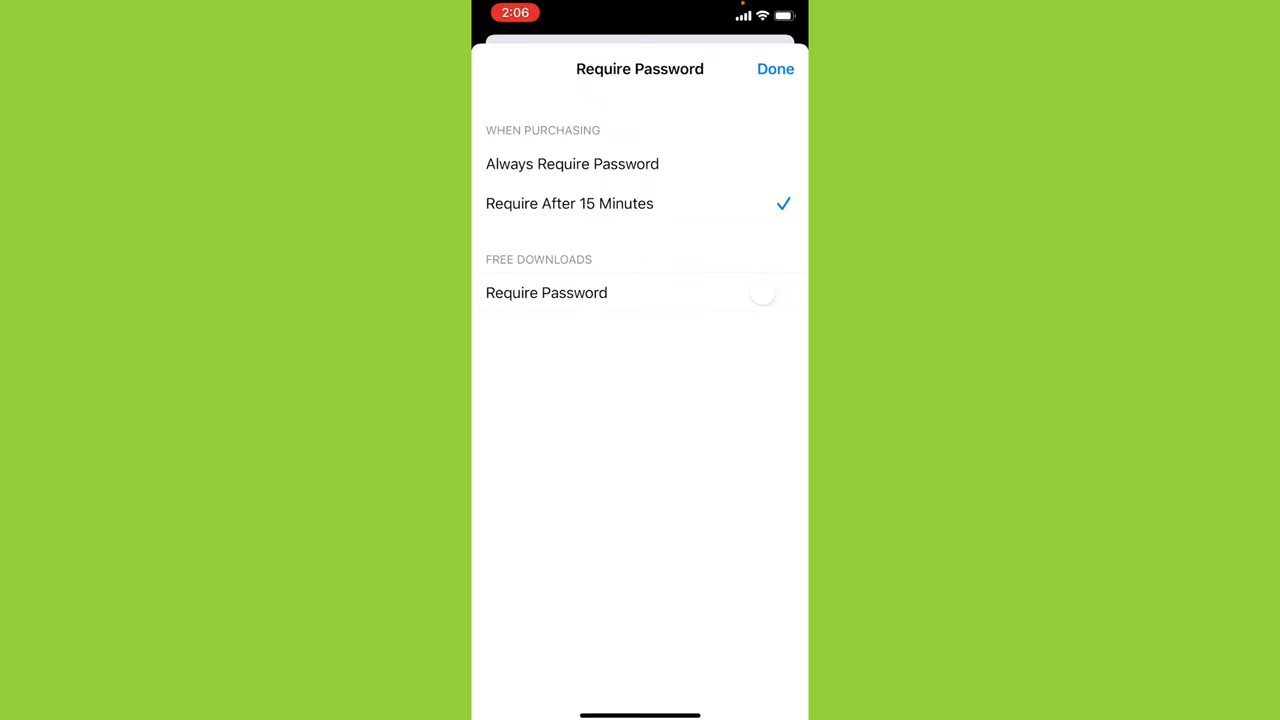 2:06
Require Password
Done
WHEN PURCHASING
Always Require Password
Require After 15 Minutes
FREE DOWNLOADS
Require Password